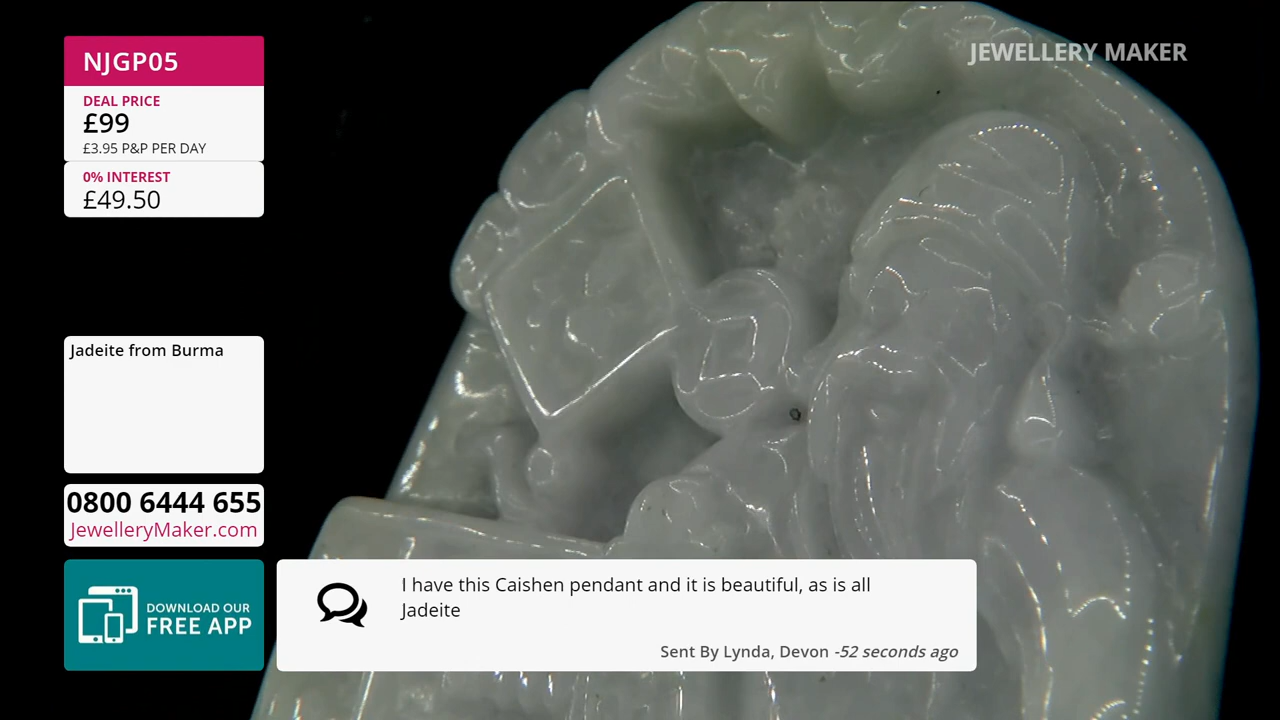 NJGP05
DEAL PRICE
£99
£3.95 P&P PER DAY
0% INTEREST
£49.50
Jadeite from Burma
0800 6444 655
JewelleryMaker.com
DOWNLOAD OUR
FREE APP
JEWELLERY MAKER
I have this Caishen pendant and it is beautiful, as is all
Jadeite
Sent By Lynda, Devon -52 seconds ago